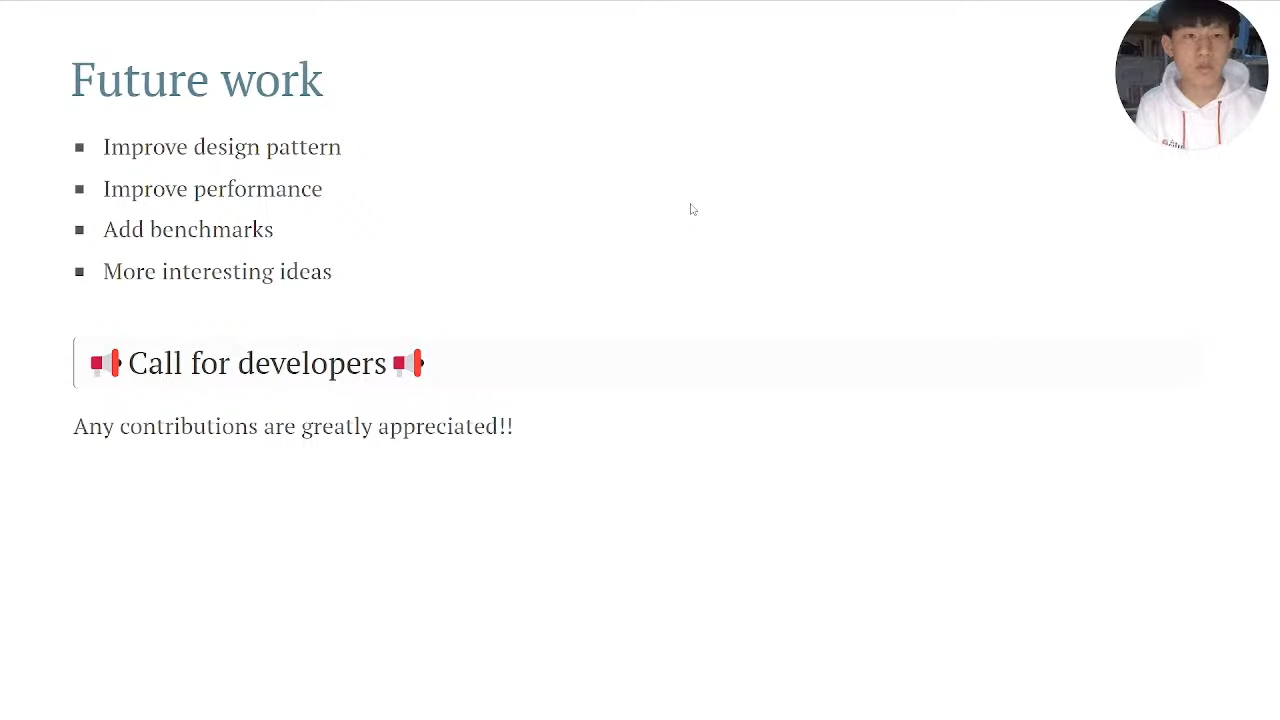 Future work
Improve design pattern
Improve performance
Add benchmarks
More interesting ideas
📢 Call for developers 📢
Any contributions are greatly appreciated!!